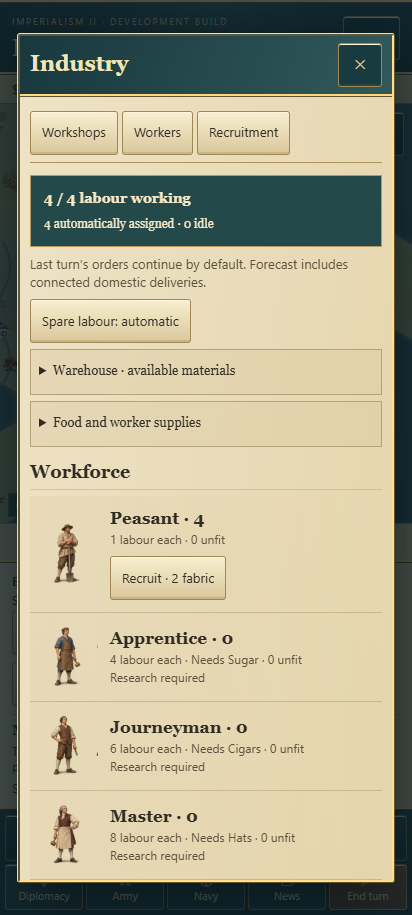 IMPERIALISM II · DEVELOPMENT BUILD
Industry
×
Workshops
Workers
Recruitment
4 / 4 labour working
4 automatically assigned · 0 idle
Last turn's orders continue by default. Forecast includes
connected domestic deliveries.
Spare labour: automatic
▶ Warehouse · available materials
▶ Food and worker supplies
Workforce
Peasant · 4
1 labour each · 0 unfit
Recruit · 2 fabric
Apprentice · 0
4 labour each · Needs Sugar · 0 unfit
Research required
Journeyman · 0
6 labour each · Needs Cigars · 0 unfit
Research required
Master · 0
8 labour each · Needs Hats · 0 unfit
Research required
Diplomacy
Army
Navy
News
End turn